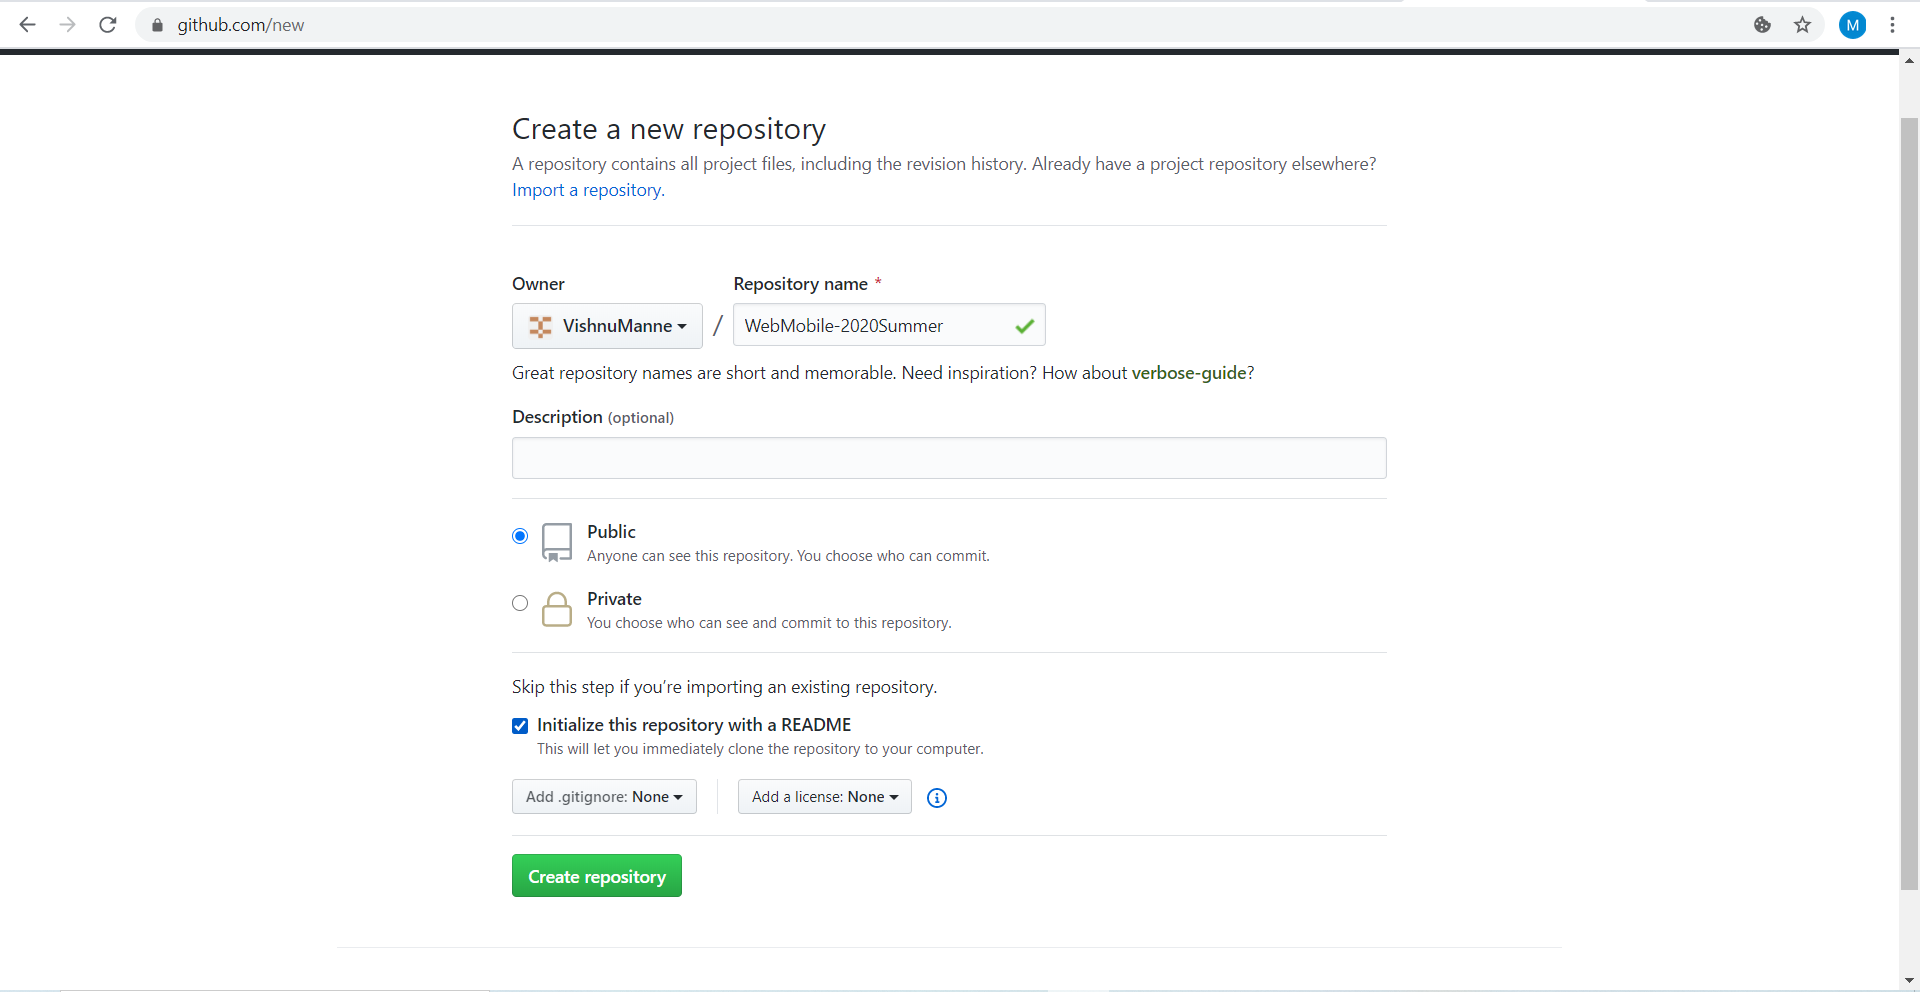 github.com/new
M
Create a new repository
A repository contains all project files, including the revision history. Already have a project repository elsewhere?
Import a repository.
Owner
Repository name *
VishnuManne / WebMobile-2020Summer
Great repository names are short and memorable. Need inspiration? How about verbose-guide?
Description (optional)
Public
Anyone can see this repository. You choose who can commit.
Private
You choose who can see and commit to this repository.
Skip this step if you’re importing an existing repository.
Initialize this repository with a README
This will let you immediately clone the repository to your computer.
Add .gitignore: None
Add a license: None
Create repository